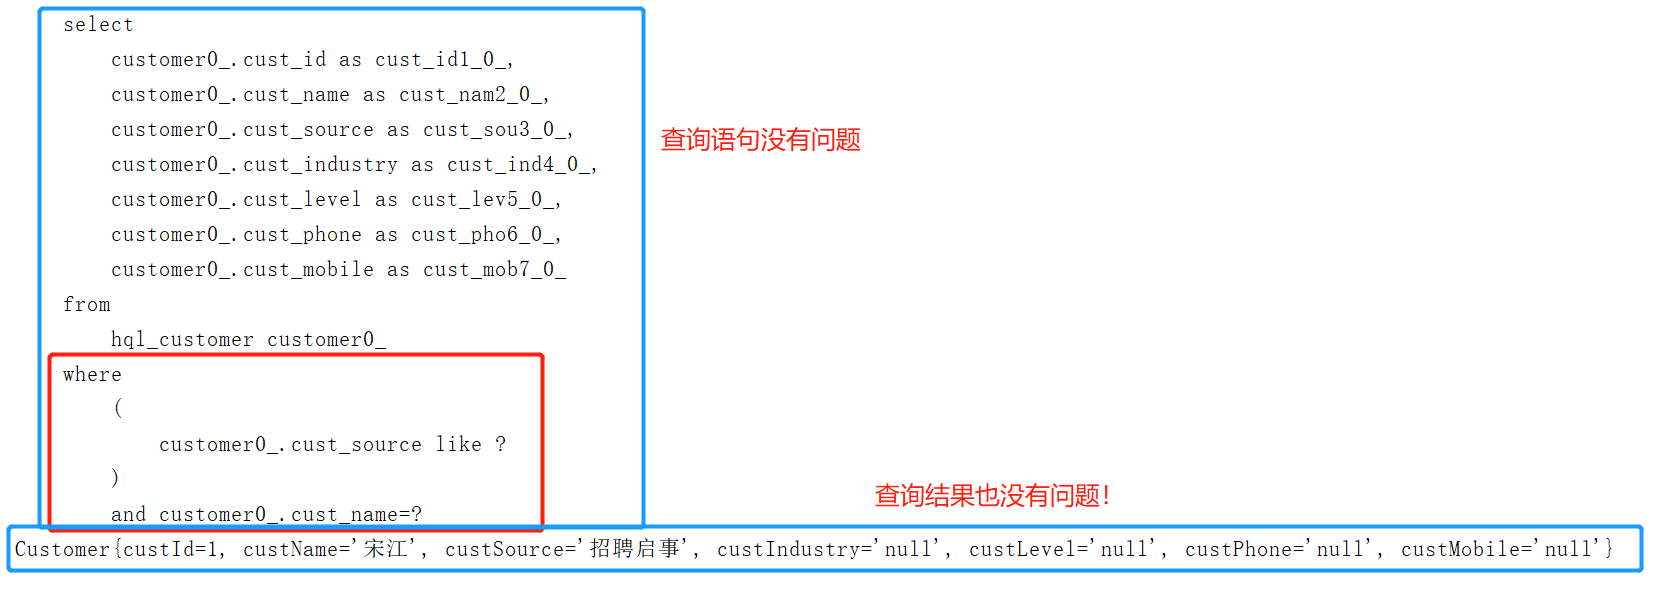 select
customer0_.cust_id as cust_id1_0_,
customer0_.cust_name as cust_nam2_0_,
customer0_.cust_source as cust_sou3_0_,
查询语句没有问题
customer0_.cust_industry as cust_ind4_0_,
customer0_.cust_level as cust_lev5_0_,
customer0_.cust_phone as cust_pho6_0_,
customer0_.cust_mobile as cust_mob7_0_
from
hql_customer customer0_
where
(
customer0_.cust_source like ?
)
查询结果也没有问题!
and customer0_.cust_name=?
Customer{custId=1, custName='宋江', custSource='招聘启事', custIndustry='null', custLevel='null', custPhone='null', custMobile='null'}